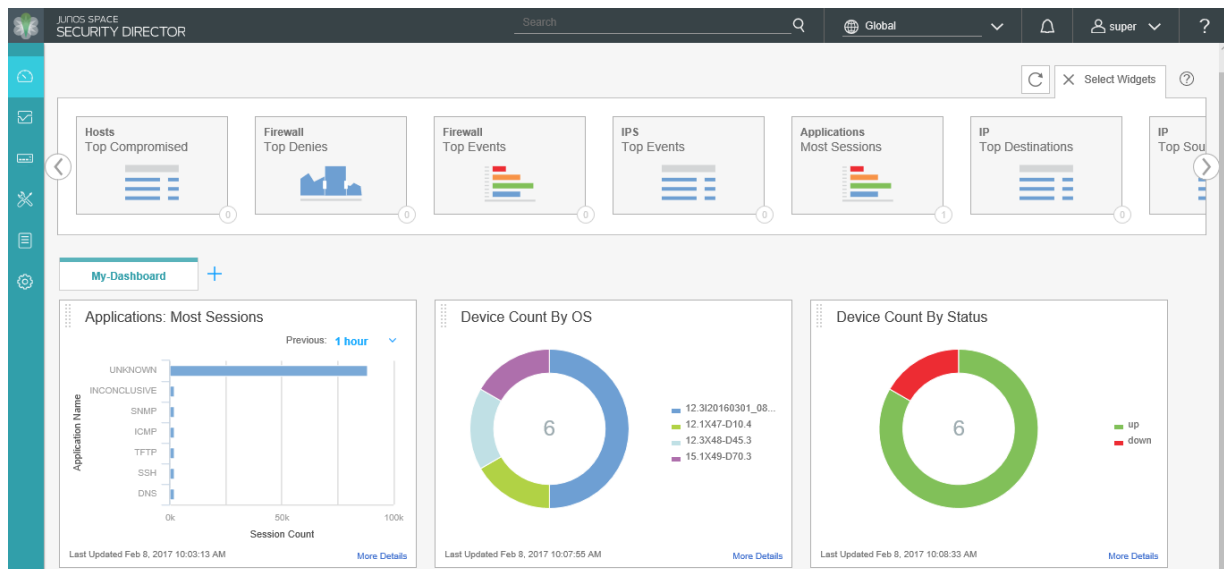 JUNOS SPACE
SECURITY DIRECTOR
Search
Global
super
?
Select Widgets
?
Hosts
Top Compromised
0
Firewall
Top Denies
0
Firewall
Top Events
0
IPS
Top Events
0
Applications
Most Sessions
1
IP
Top Destinations
0
IP
Top Sou
My-Dashboard
+
Applications: Most Sessions
Previous: 1 hour
Application Name
UNKNOWN
INCONCLUSIVE
SNMP
ICMP
TFTP
SSH
DNS
0k 50k 100k
Session Count
Last Updated Feb 8, 2017 10:03:13 AM
More Details
Device Count By OS
6
12.3I20160301_08...
12.1X47-D10.4
12.3X48-D45.3
15.1X49-D70.3
Last Updated Feb 8, 2017 10:07:55 AM
More Details
Device Count By Status
6
up
down
Last Updated Feb 8, 2017 10:08:33 AM
More Details